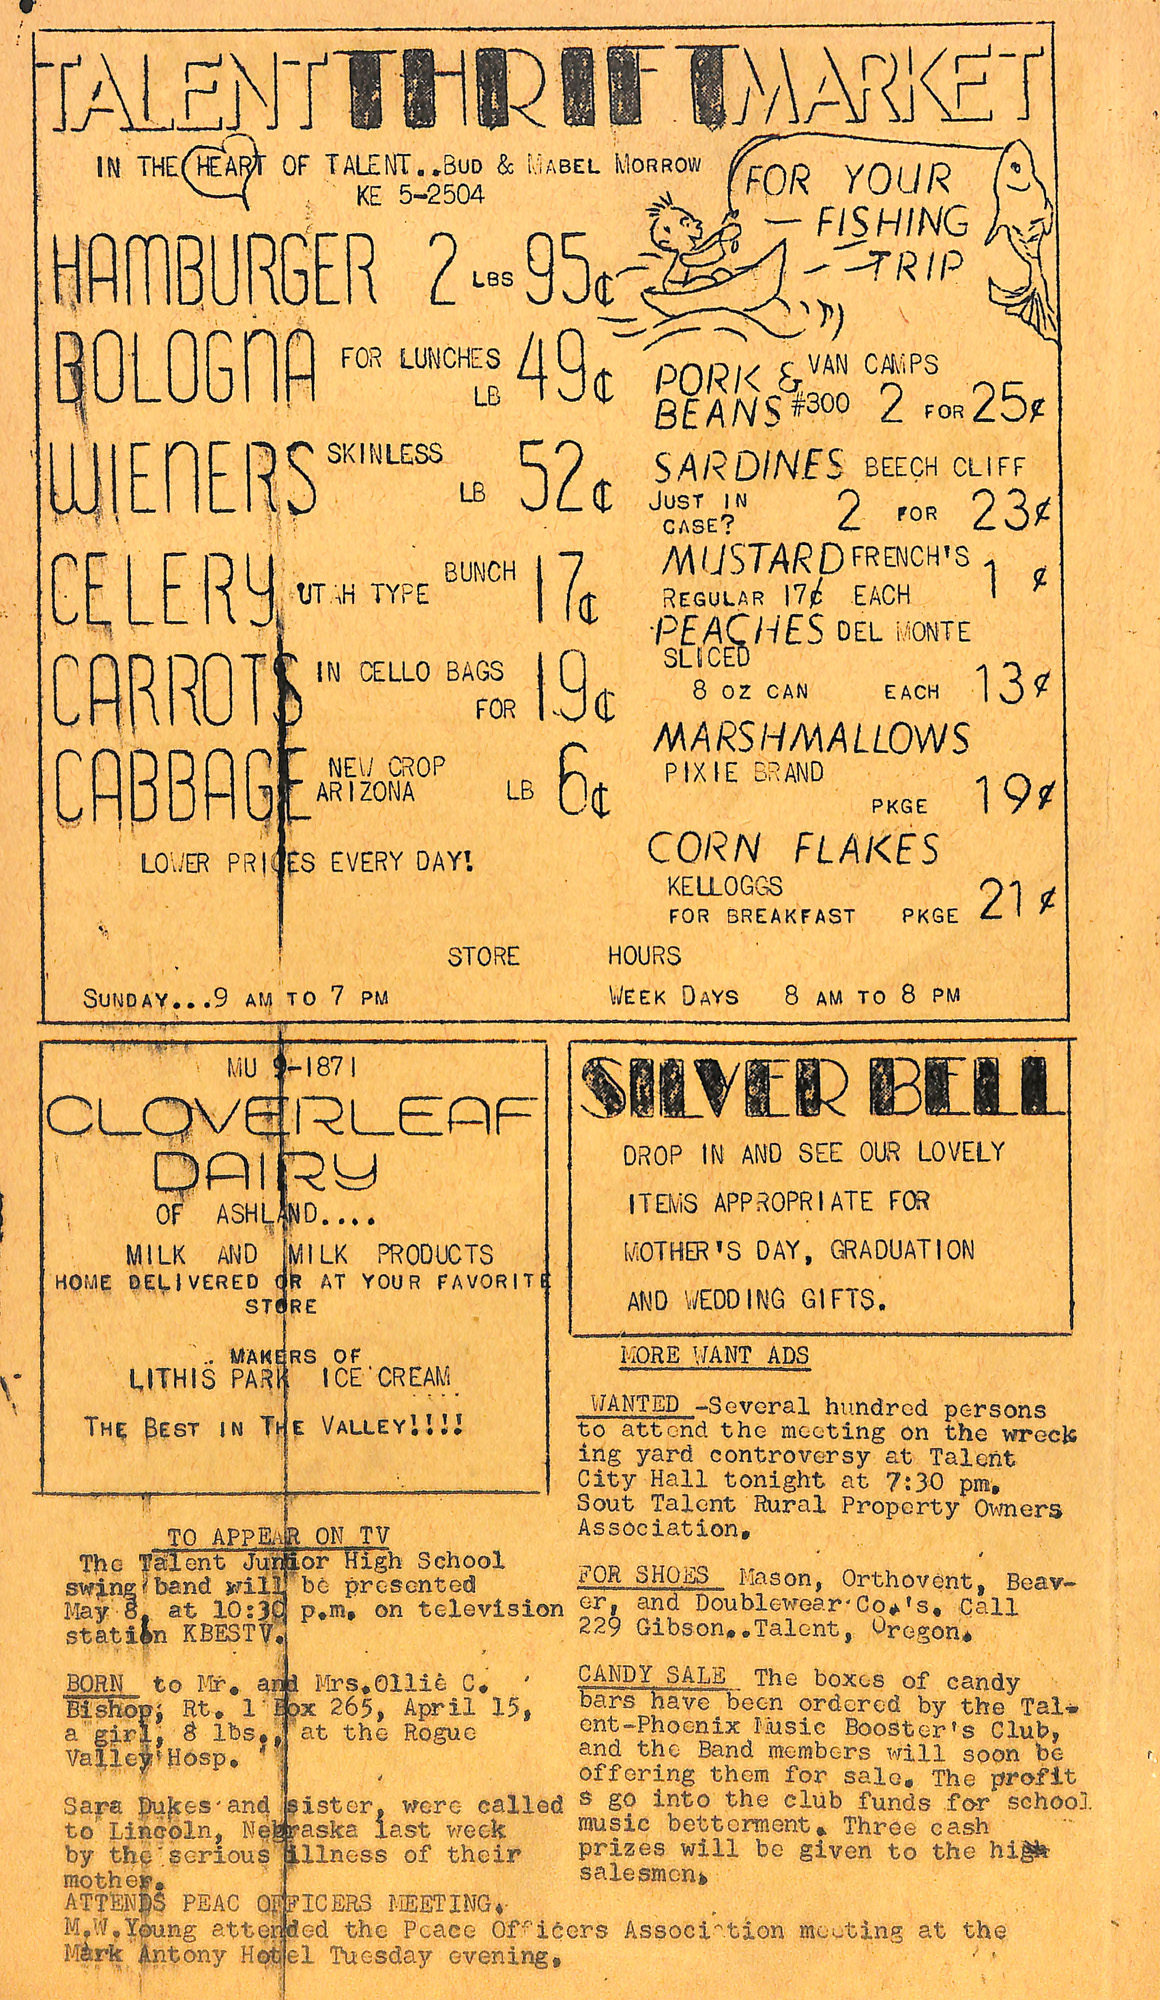 TALENT THRIFT MARKET
IN THE HEART OF TALENT..BUD & MABEL MORROW
KE 5-2504
FOR YOUR
FISHING
TRIP
HAMBURGER 2 LBS 95¢
BOLOGNA FOR LUNCHES
LB 49¢
WIENERS SKINLESS
LB 52¢
CELERY UTAH TYPE BUNCH 17¢
CARROTS IN CELLO BAGS
FOR 19¢
CABBAGE NEW CROP
ARIZONA LB 6¢
LOWER PRICES EVERY DAY!
PORK & VAN CAMPS
BEANS #300 2 FOR 25¢
SARDINES BEECH CLIFF
JUST IN
CASE? 2 FOR 23¢
MUSTARD FRENCH'S
REGULAR 17¢ EACH 1 ¢
PEACHES DEL MONTE
SLICED
8 OZ CAN EACH 13¢
MARSHMALLOWS
PIXIE BRAND
PKGE 19¢
CORN FLAKES
KELLOGGS
FOR BREAKFAST PKGE 21¢
STORE HOURS
SUNDAY...9 AM TO 7 PM WEEK DAYS 8 AM TO 8 PM
MU 9-1871
CLOVERLEAF
DAIRY
OF ASHLAND....
MILK AND MILK PRODUCTS
HOME DELIVERED OR AT YOUR FAVORITE
STORE
MAKERS OF
LITHIS PARK ICE CREAM
THE BEST IN THE VALLEY!!!!
TO APPEAR ON TV
The Talent Junior High School
swing band will be presented
May 8, at 10:30 p.m. on television
station KBESTV.
BORN to Mr. and Mrs.Ollie C.
Bishop; Rt. 1 Box 265, April 15,
a girl, 8 lbs., at the Rogue
Valley Hosp.
Sara Dukes and sister, were called
to Lincoln, Nebraska last week
by the serious illness of their
mother.
SILVER BELL
DROP IN AND SEE OUR LOVELY
ITEMS APPROPRIATE FOR
MOTHER'S DAY, GRADUATION
AND WEDDING GIFTS.
MORE WANT ADS
WANTED -Several hundred persons
to attend the meeting on the wreck
ing yard controversy at Talent
City Hall tonight at 7:30 pm.
Sout Talent Rural Property Owners
Association.
FOR SHOES Mason, Orthovent, Beav-
er, and Doublewear Co.'s. Call
229 Gibson..Talent, Oregon.
CANDY SALE The boxes of candy
bars have been ordered by the Tal-
ent-Phoenix Music Booster's Club,
and the Band members will soon be
offering them for sale. The profit
s go into the club funds for school
music betterment. Three cash
prizes will be given to the high
salesmen.
ATTENDS PEAC OFFICERS MEETING.
M.W.Young attended the Peace Officers Association meeting at the
Mark Antony Hotel Tuesday evening.